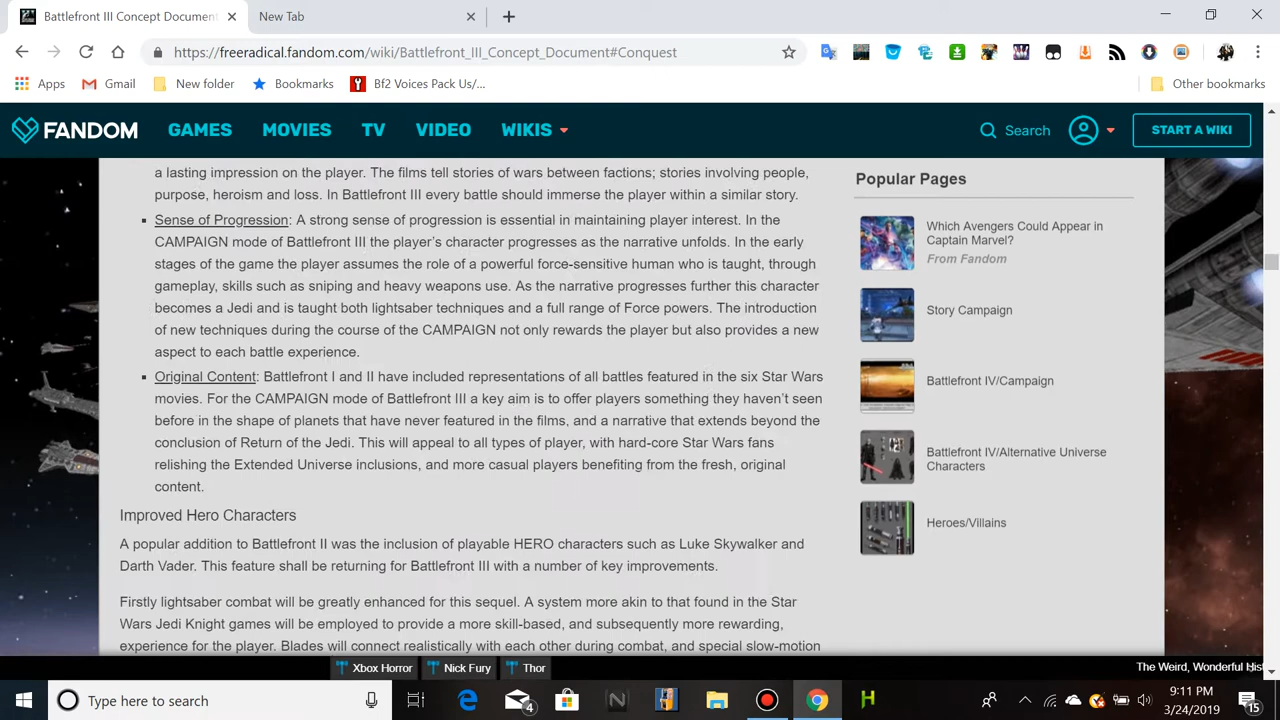 Battlefront III Concept Document
New Tab
https://freeradical.fandom.com/wiki/Battlefront_III_Concept_Document#Conquest
Apps
Gmail
New folder
Bookmarks
Bf2 Voices Pack Us/...
Other bookmarks
FANDOM
GAMES
MOVIES
TV
VIDEO
WIKIS
Search
START A WIKI
a lasting impression on the player. The films tell stories of wars between factions; stories involving people,
purpose, heroism and loss. In Battlefront III every battle should immerse the player within a similar story.
Sense of Progression: A strong sense of progression is essential in maintaining player interest. In the
CAMPAIGN mode of Battlefront III the player's character progresses as the narrative unfolds. In the early
stages of the game the player assumes the role of a powerful force-sensitive human who is taught, through
gameplay, skills such as sniping and heavy weapons use. As the narrative progresses further this character
becomes a Jedi and is taught both lightsaber techniques and a full range of Force powers. The introduction
of new techniques during the course of the CAMPAIGN not only rewards the player but also provides a new
aspect to each battle experience.
Original Content: Battlefront I and II have included representations of all battles featured in the six Star Wars
movies. For the CAMPAIGN mode of Battlefront III a key aim is to offer players something they haven't seen
before in the shape of planets that have never featured in the films, and a narrative that extends beyond the
conclusion of Return of the Jedi. This will appeal to all types of player, with hard-core Star Wars fans
relishing the Extended Universe inclusions, and more casual players benefiting from the fresh, original
content.
Improved Hero Characters
A popular addition to Battlefront II was the inclusion of playable HERO characters such as Luke Skywalker and
Darth Vader. This feature shall be returning for Battlefront III with a number of key improvements.
Firstly lightsaber combat will be greatly enhanced for this sequel. A system more akin to that found in the Star
Wars Jedi Knight games will be employed to provide a more skill-based, and subsequently more rewarding,
experience for the player. Blades will connect realistically with each other during combat, and special slow-motion
Popular Pages
Which Avengers Could Appear in
Captain Marvel?
From Fandom
Story Campaign
Battlefront IV/Campaign
Battlefront IV/Alternative Universe
Characters
Heroes/Villains
Xbox Horror
Nick Fury
Thor
The Weird, Wonderful Hist
Type here to search
4
9:11 PM
3/24/2019
15